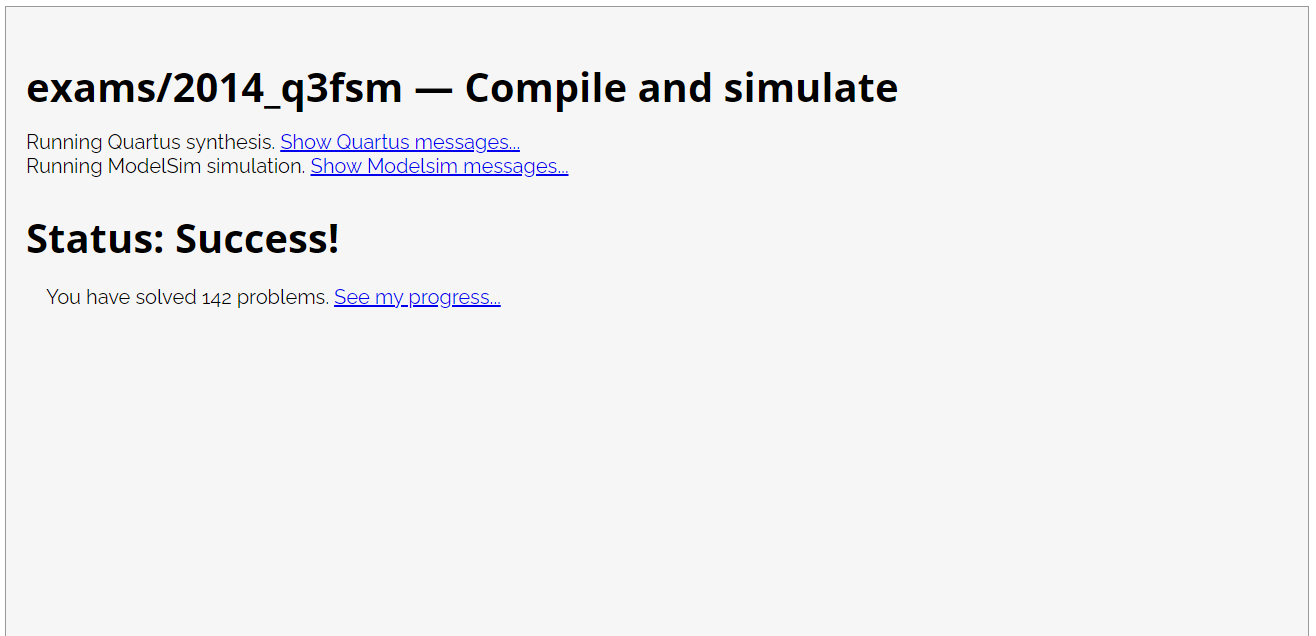 exams/2014_q3fsm — Compile and simulate
Running Quartus synthesis. Show Quartus messages...
Running ModelSim simulation. Show Modelsim messages...
Status: Success!
You have solved 142 problems. See my progress...